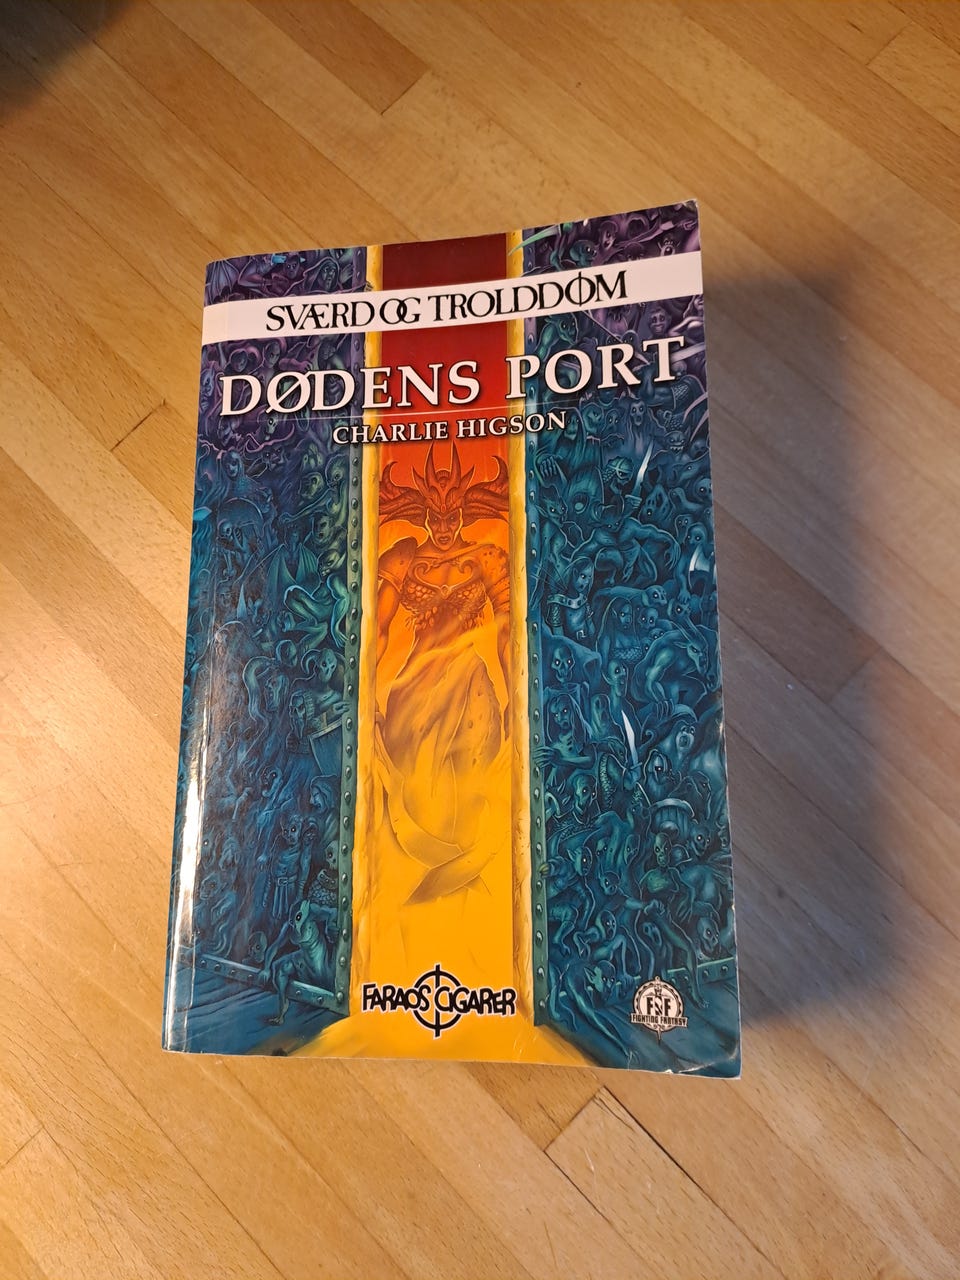 SVÆRD OG TROLDDØM
DØDENS PORT
CHARLIE HIGSON
FARAOS CIGARER
FF
FIGHTING FANTASY